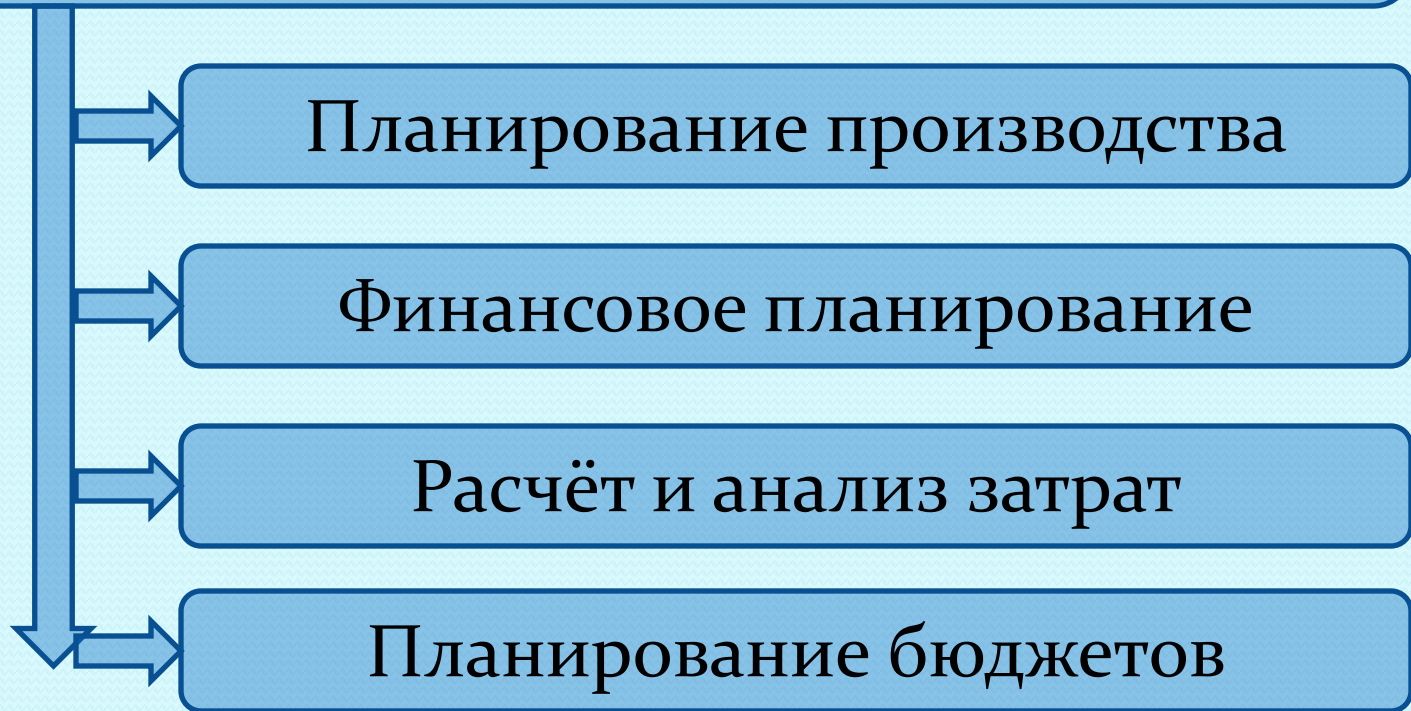 Планирование производства
Финансовое планирование
Расчёт и анализ затрат
Планирование бюджетов